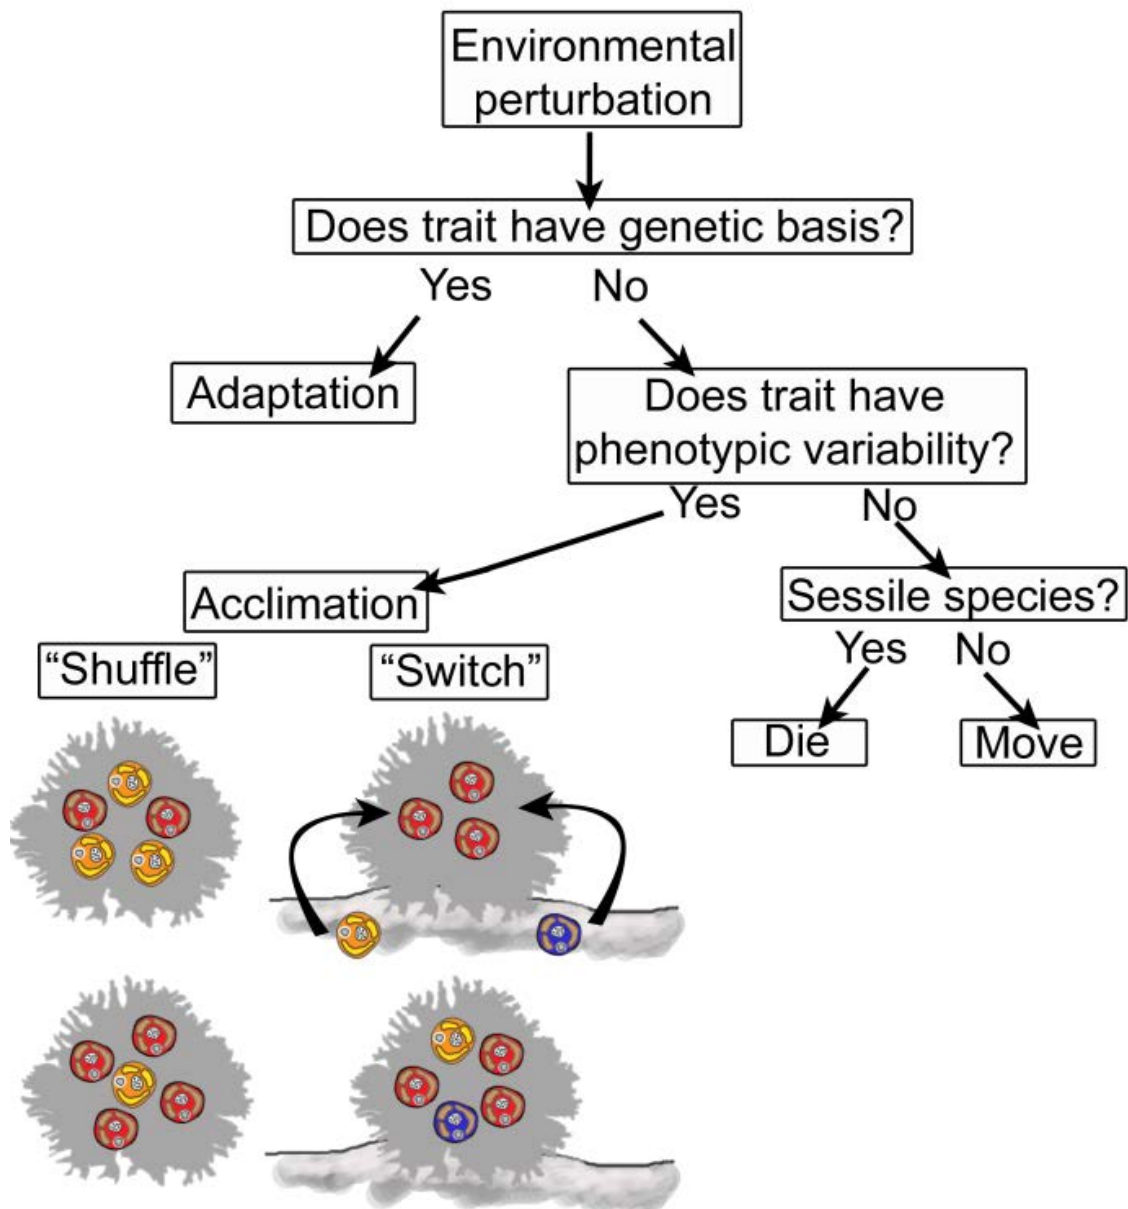 Environmental
perturbation
Does trait have genetic basis?
Yes
No
Adaptation
Does trait have
phenotypic variability?
Yes
No
Acclimation
Sessile species?
“Shuffle”
“Switch”
Yes
No
Die
Move